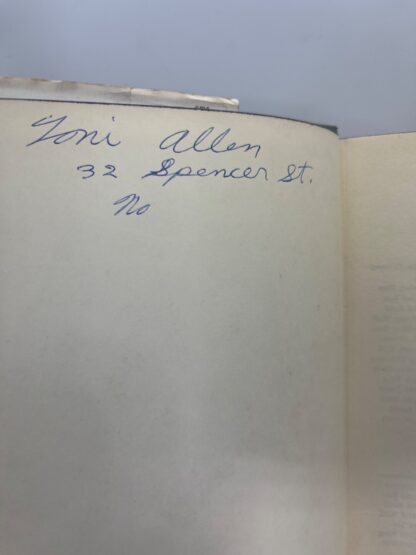 Toni Allen
32 Spencer St.
No